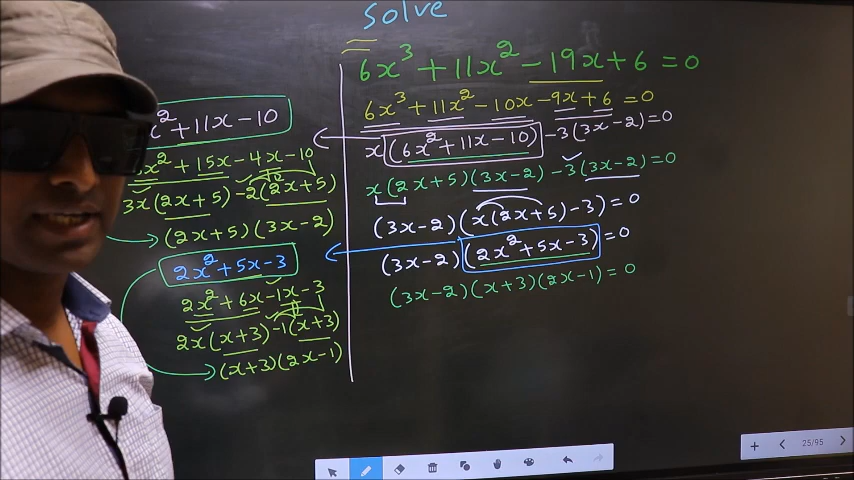 Solve
6x³ + 11x² - 19x + 6 = 0
6x³ + 11x² - 10x - 9x + 6 = 0
x(6x² + 11x - 10) - 3(3x - 2) = 0
x(2x + 5)(3x - 2) - 3(3x - 2) = 0
(3x - 2)(x(2x + 5) - 3) = 0
(3x - 2)(2x² + 5x - 3) = 0
(3x - 2)(x + 3)(2x - 1) = 0
x² + 11x - 10
x² + 15x - 4x - 10
3x(2x + 5) - 2(2x + 5)
(2x + 5)(3x - 2)
2x² + 5x - 3
2x² + 6x - 1x - 3
2x(x + 3) - 1(x + 3)
(x + 3)(2x - 1)
25/95